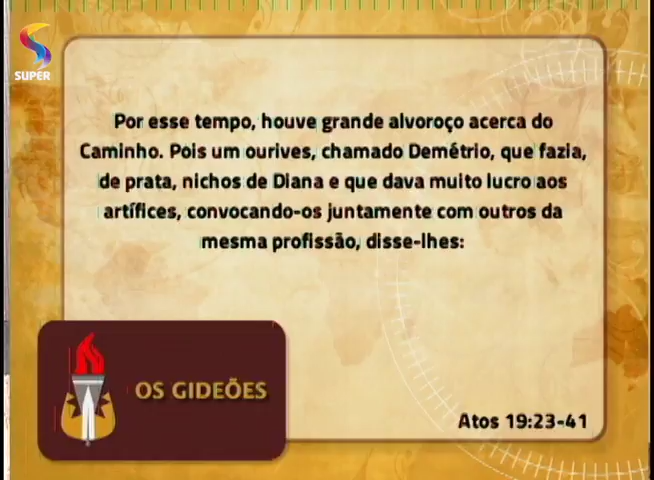 SUPER
Por esse tempo, houve grande alvoroço acerca do
Caminho. Pois um ourives, chamado Demétrio, que fazia,
de prata, nichos de Diana e que dava muito lucro aos
artífices, convocando-os juntamente com outros da
mesma profissão, disse-lhes:
OS GIDEÕES
Atos 19:23-41